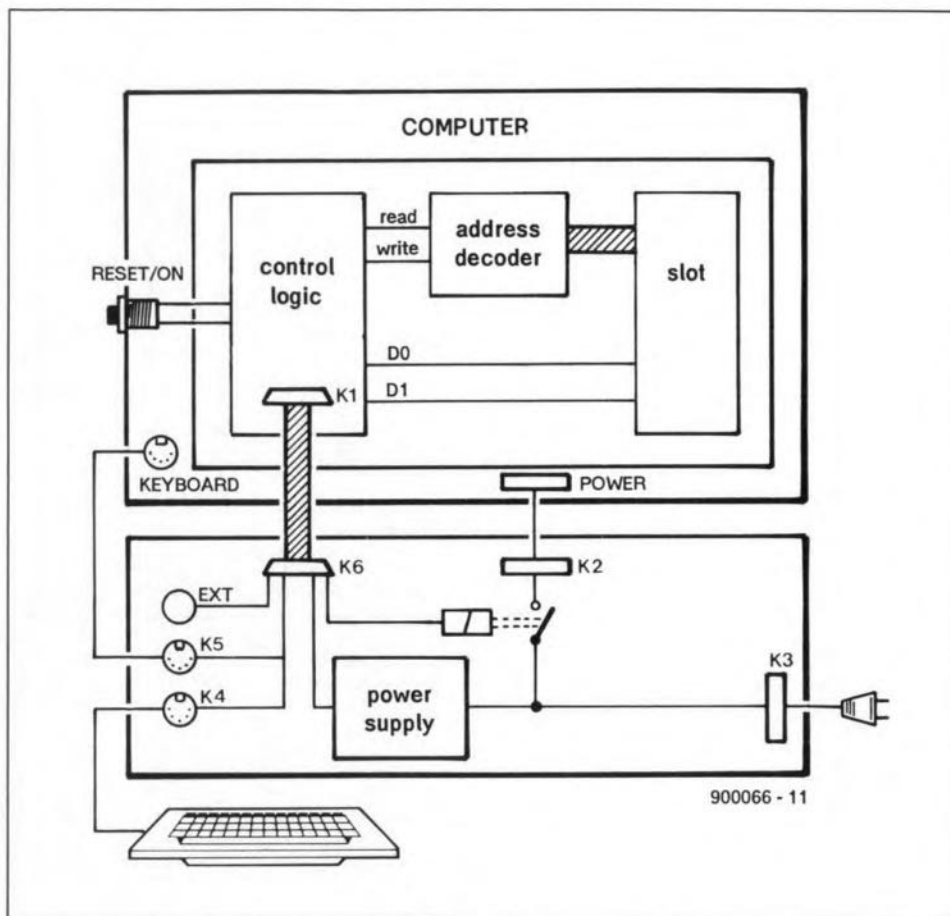 COMPUTER
read
write
address
decoder
control
logic
slot
RESET/ON
D0
D1
K1
KEYBOARD
POWER
K6
K2
EXT
K5
K3
K4
power
supply
900066 - 11